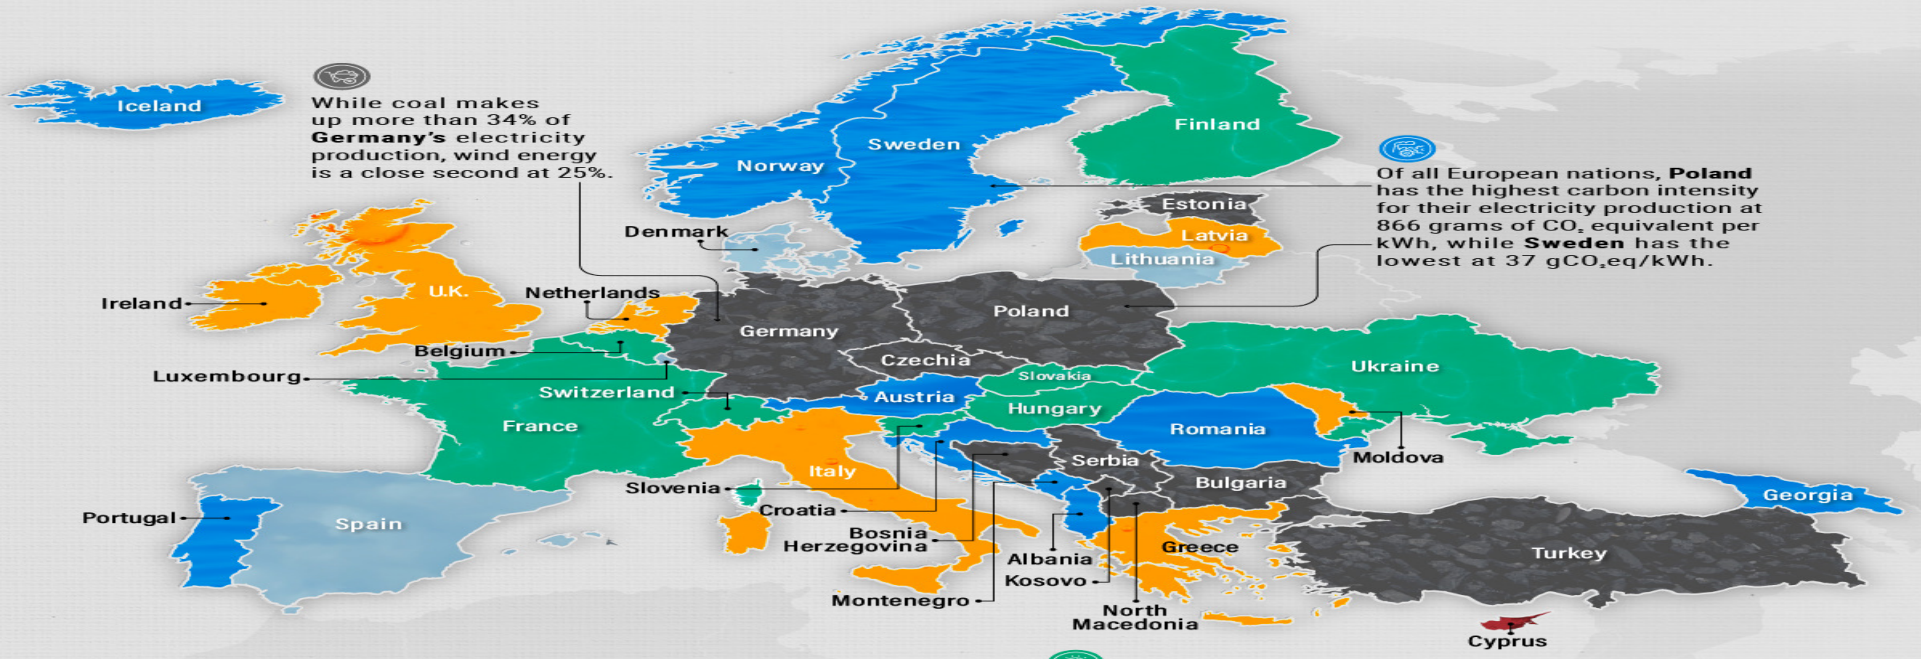 Iceland
While coal makes
up more than 34% of
Germany's electricity
production, wind energy
is a close second at 25%.
Norway
Sweden
Finland
Of all European nations, Poland
has the highest carbon intensity
for their electricity production at
866 grams of CO₂ equivalent per
kWh, while Sweden has the
lowest at 37 gCO₂eq/kWh.
Estonia
Latvia
Lithuania
Denmark
Ireland
U.K.
Netherlands
Belgium
Luxembourg
Germany
Poland
Czechia
Slovakia
Ukraine
Switzerland
Austria
Hungary
France
Romania
Moldova
Italy
Serbia
Bulgaria
Slovenia
Croatia
Bosnia
Herzegovina
Portugal
Spain
Georgia
Albania
Greece
Turkey
Kosovo
Montenegro
North
Macedonia
Cyprus